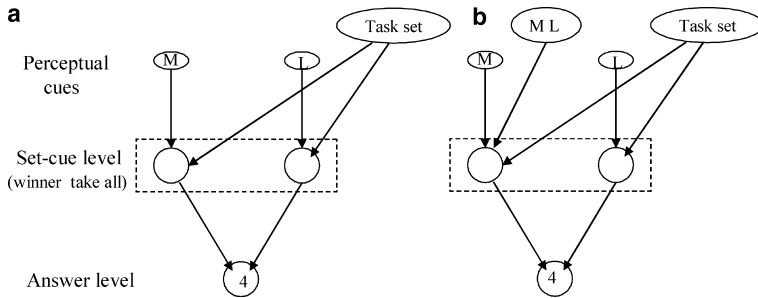 a
Task set
M
L
Perceptual
cues
Set-cue level
(winner take all)
Answer level
4
b
M L
Task set
M
L
4